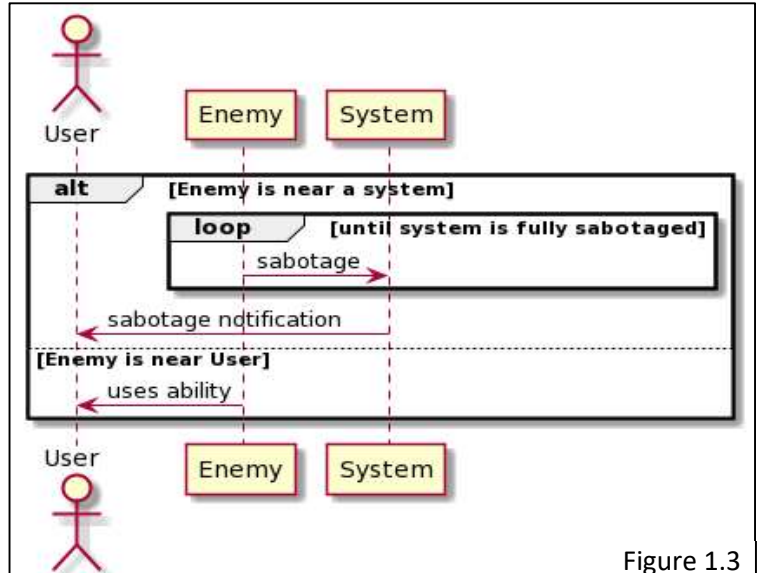 User
Enemy
System
alt [Enemy is near a system]
loop [until system is fully sabotaged]
sabotage
sabotage notification
[Enemy is near User]
uses ability
User
Enemy
System
Figure 1.3